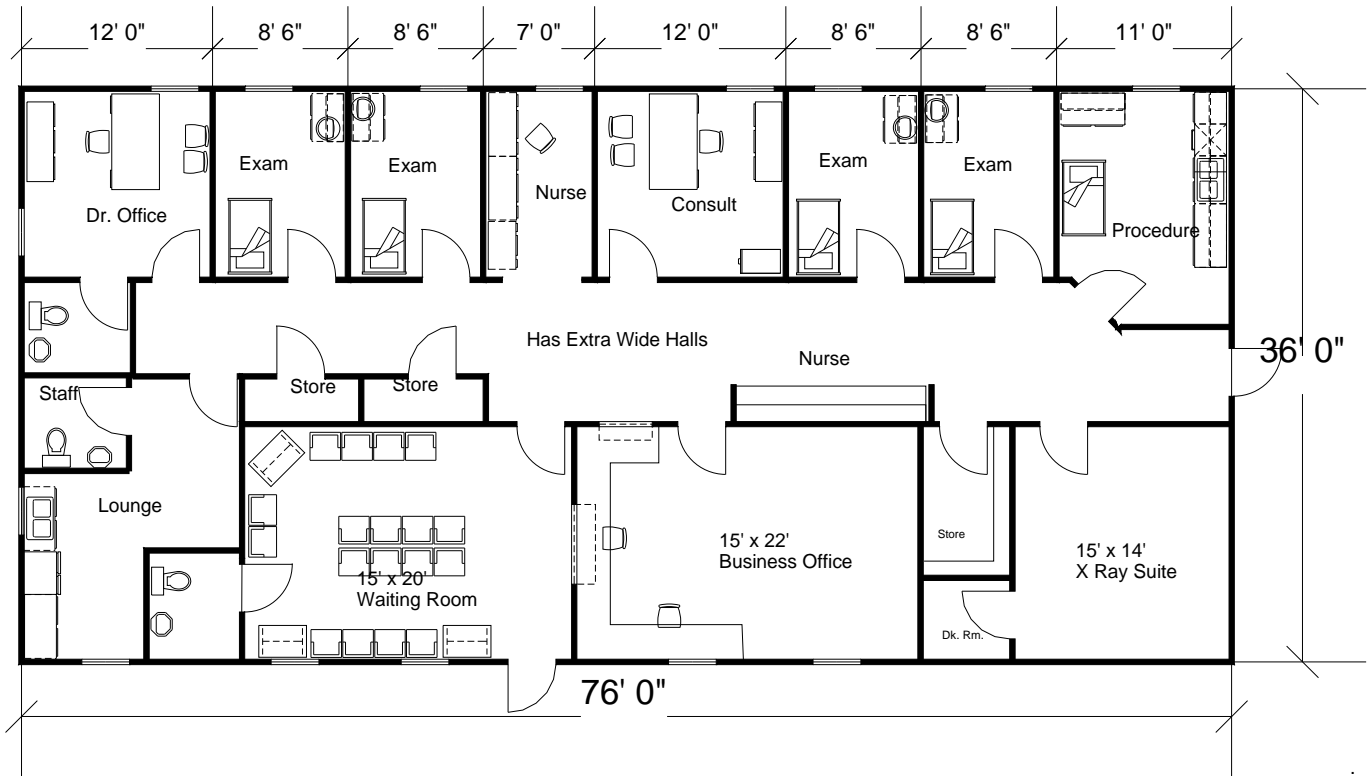 12' 0"
8' 6"
8' 6"
7' 0"
12' 0"
8' 6"
8' 6"
11' 0"
Exam
Exam
Exam
Exam
Nurse
Consult
Dr. Office
Procedure
Has Extra Wide Halls
36' 0"
Nurse
Staff
Store
Store
Lounge
Store
15' x 22'
Business Office
15' x 14'
X Ray Suite
15' x 20'
Waiting Room
Dk. Rm.
76' 0"